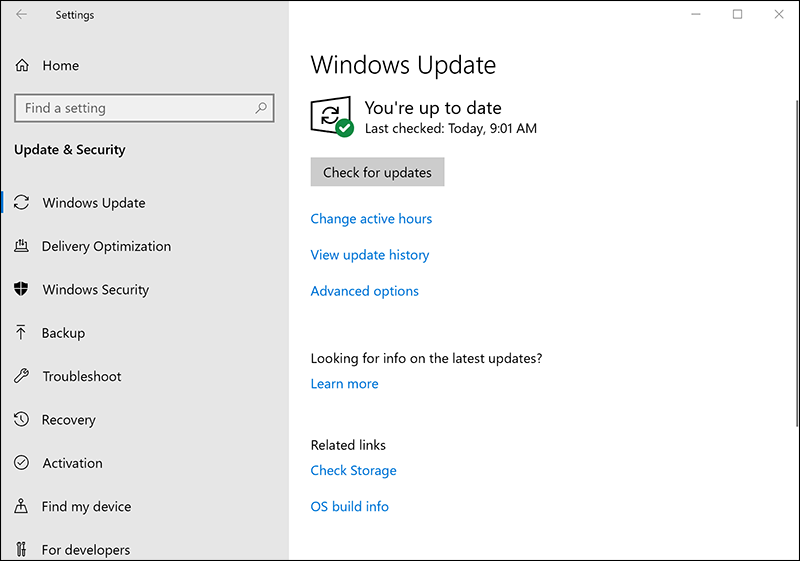 Settings
Home
Find a setting
Update & Security
Windows Update
Delivery Optimization
Windows Security
Backup
Troubleshoot
Recovery
Activation
Find my device
For developers
Windows Update
You're up to date
Last checked: Today, 9:01 AM
Check for updates
Change active hours
View update history
Advanced options
Looking for info on the latest updates?
Learn more
Related links
Check Storage
OS build info